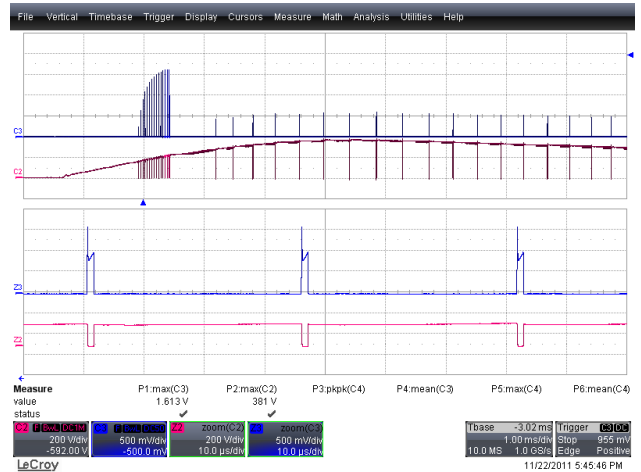 File Vertical Timebase Trigger Display Cursors Measure Math Analysis Utilities Help
C3
C2
Z3
Z2
Measure P1:max(C3) P2:max(C2) P3:pkpk(C4) P4:mean(C3) P5:max(C4) P6:mean(C4)
value 1.613 V 381 V
status
C2 F BwL DC1M Z2 zoom(C2) zoom(C3) Tbase -3.02 ms Trigger C3 DC
200 V/div 500 mV/div 200 V/div 500 mV/div 1.00 ms/div Stop 955 mV
-592.00 V -500.0 mV 10.0 µs/div 10.0 µs/div 10.0 MS 1.0 GS/s Edge Positive
LeCroy 11/22/2011 5:45:46 PM